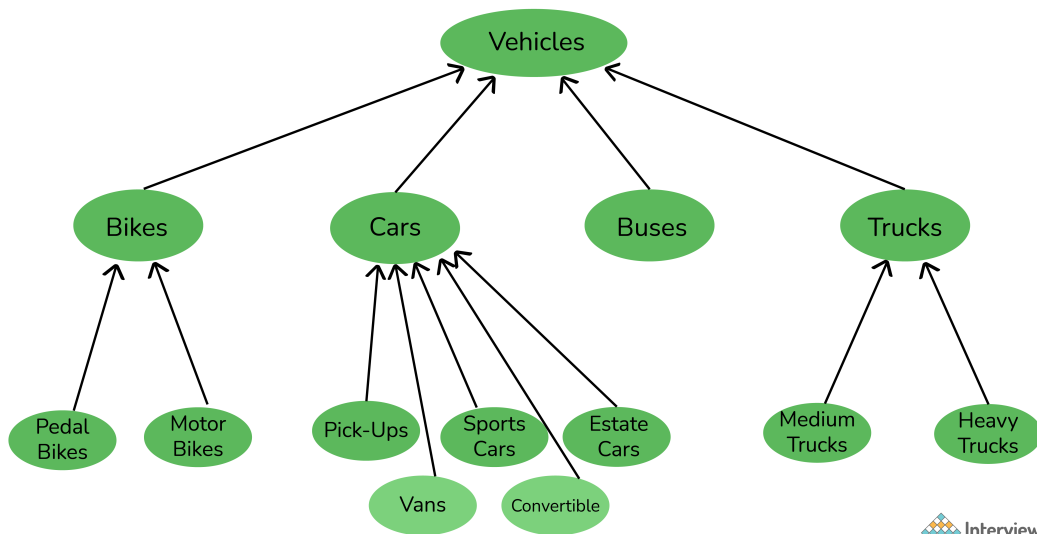 Vehicles
Bikes
Cars
Buses
Trucks
Pedal
Bikes
Motor
Bikes
Pick-Ups
Sports
Cars
Estate
Cars
Medium
Trucks
Heavy
Trucks
Vans
Convertible
Interview